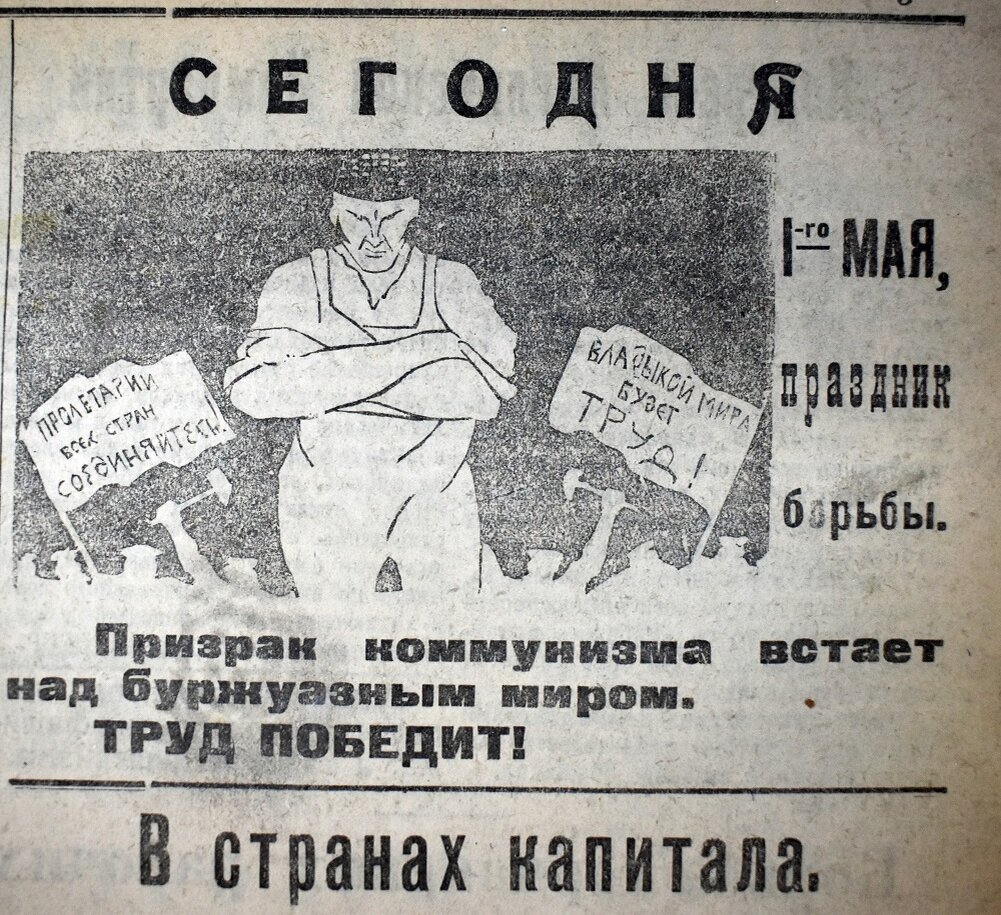 СЕГОДНЯ
1-го МАЯ,
праздник
борьбы.
ПРОЛЕТАРИИ
ВСЕХ СТРАН
СОЕДИНЯЙТЕСЬ!
ВЛАДЫКОЙ МИРА
БУДЕТ
ТРУД!
Призрак коммунизма встает
над буржуазным миром.
ТРУД ПОБЕДИТ!
В странах капитала.